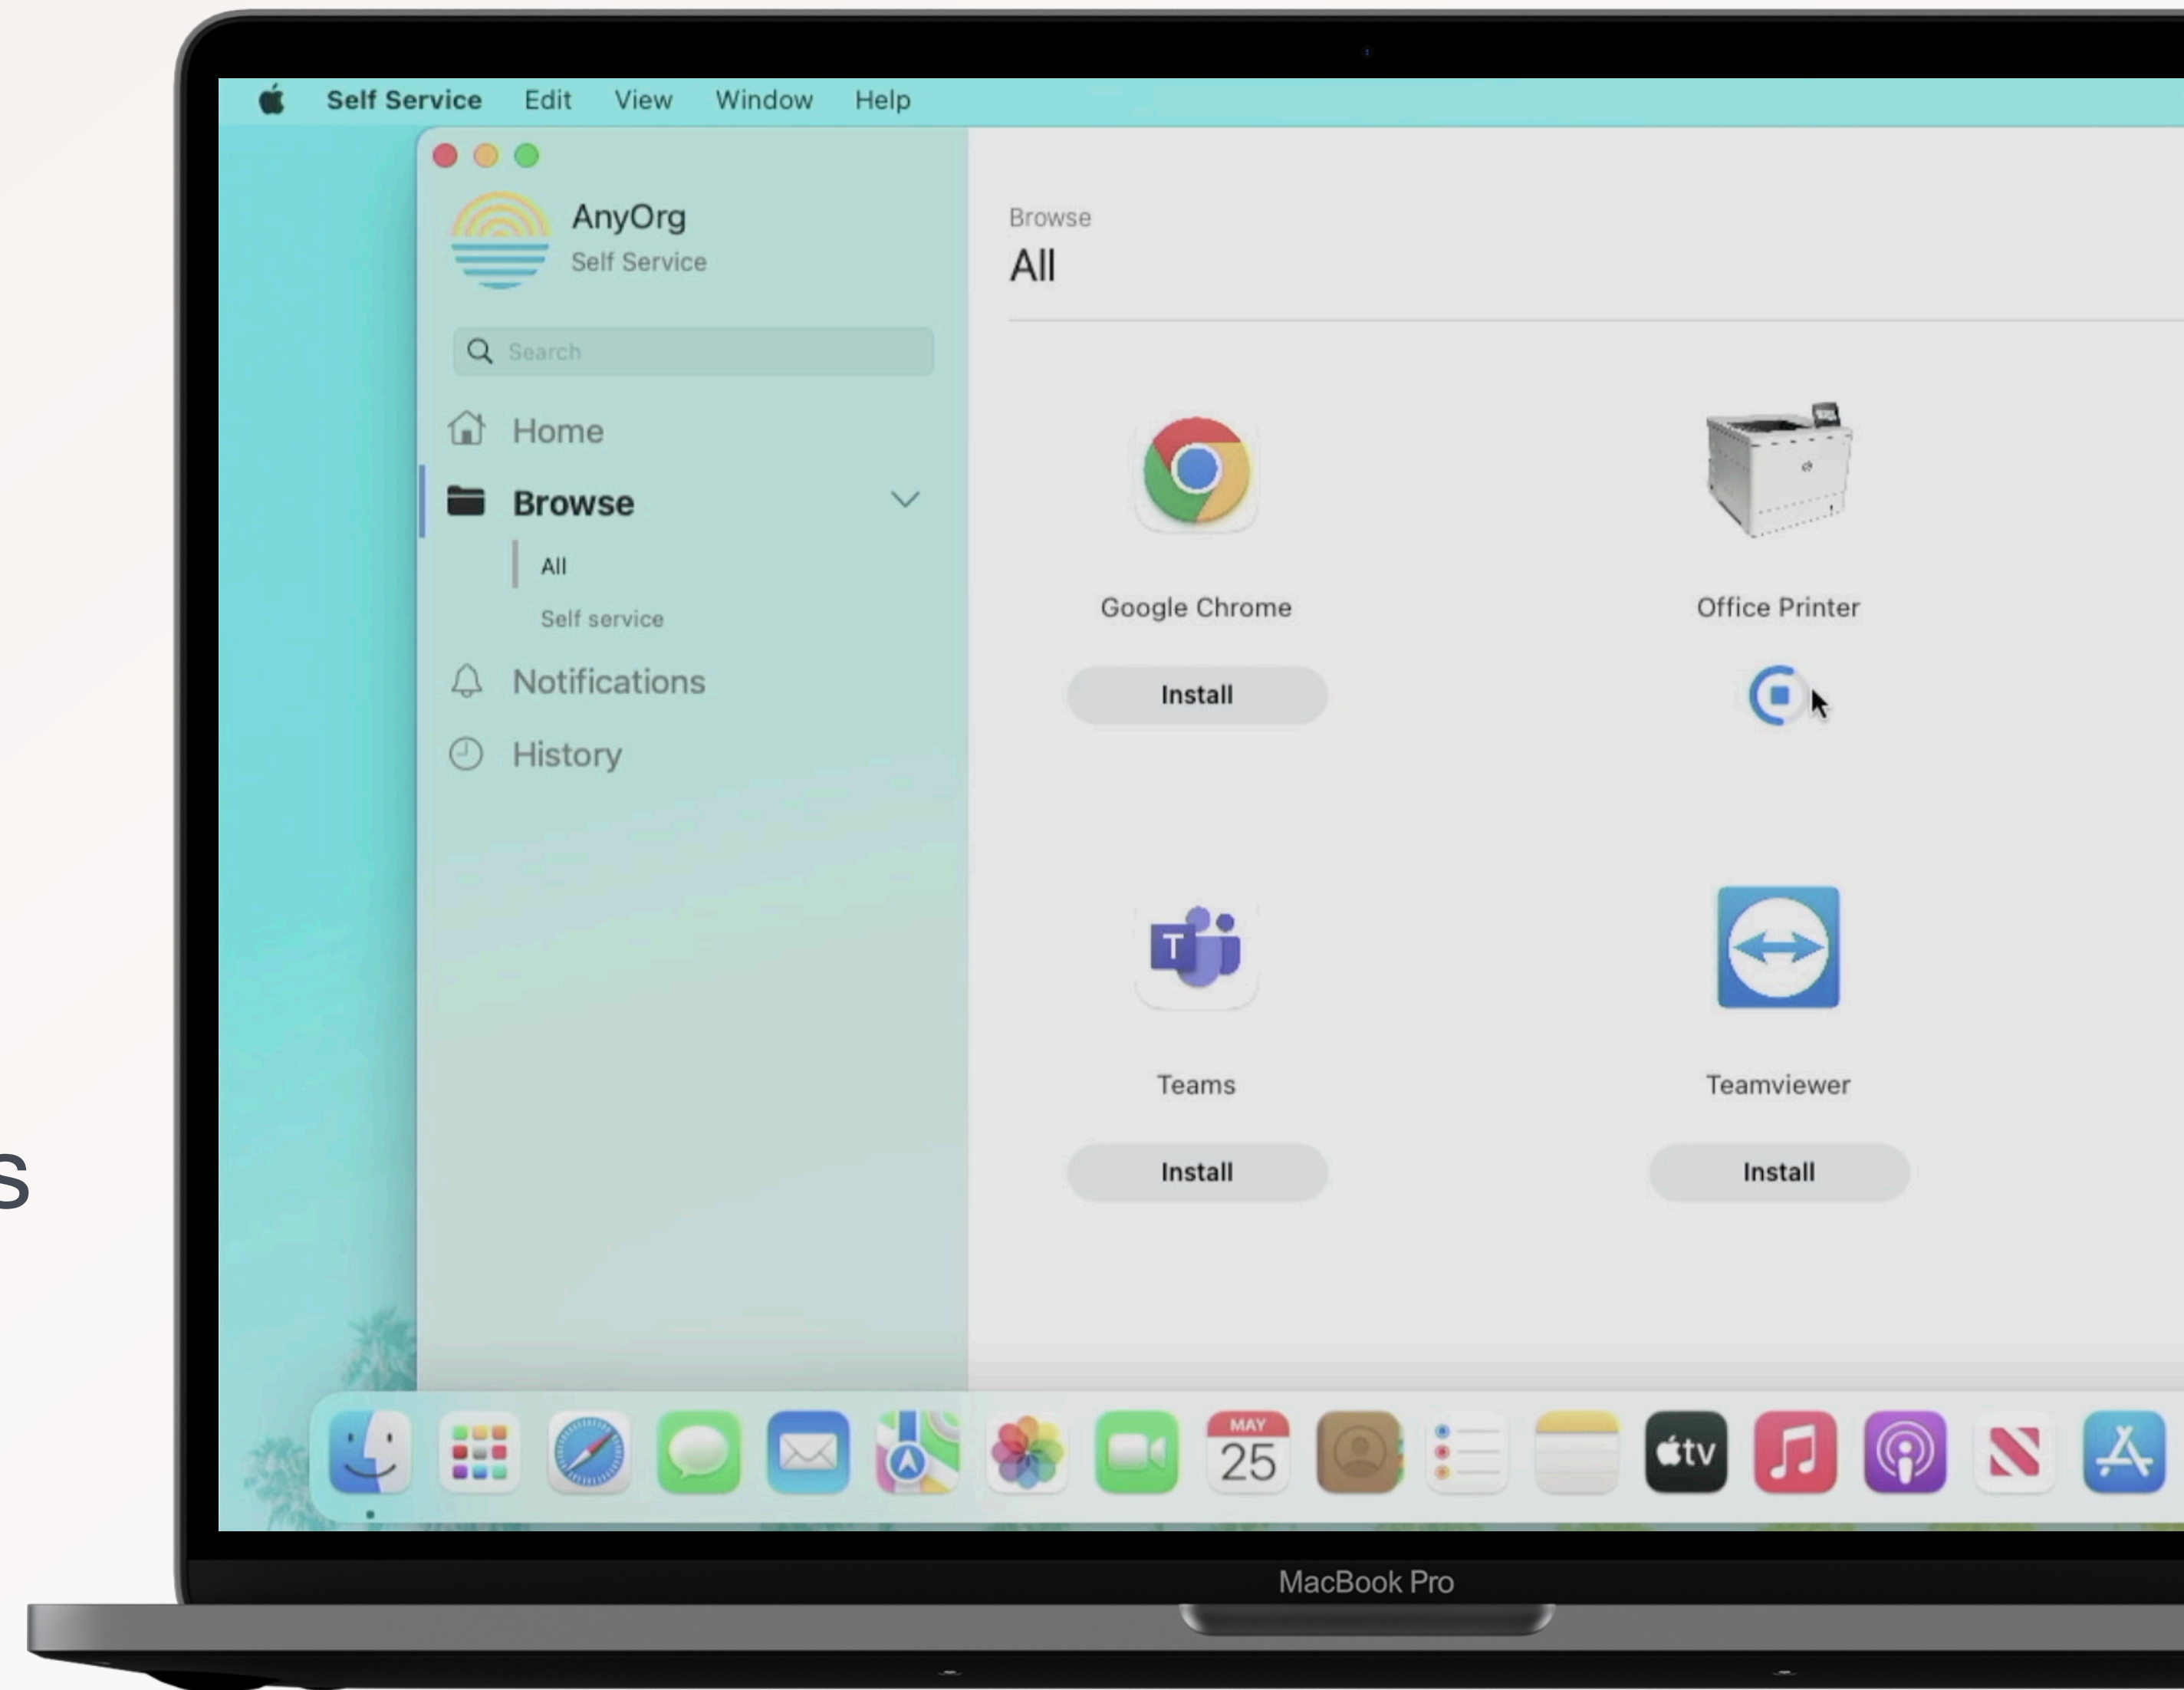 Self Service Edit View Window Help
AnyOrg
Self Service
Search
Home
Browse
All
Self service
Notifications
History
Browse
All
Google Chrome
Office Printer
Install
T
Teams
Teamviewer
Install
Install
s
MAY
25
tv
MacBook Pro